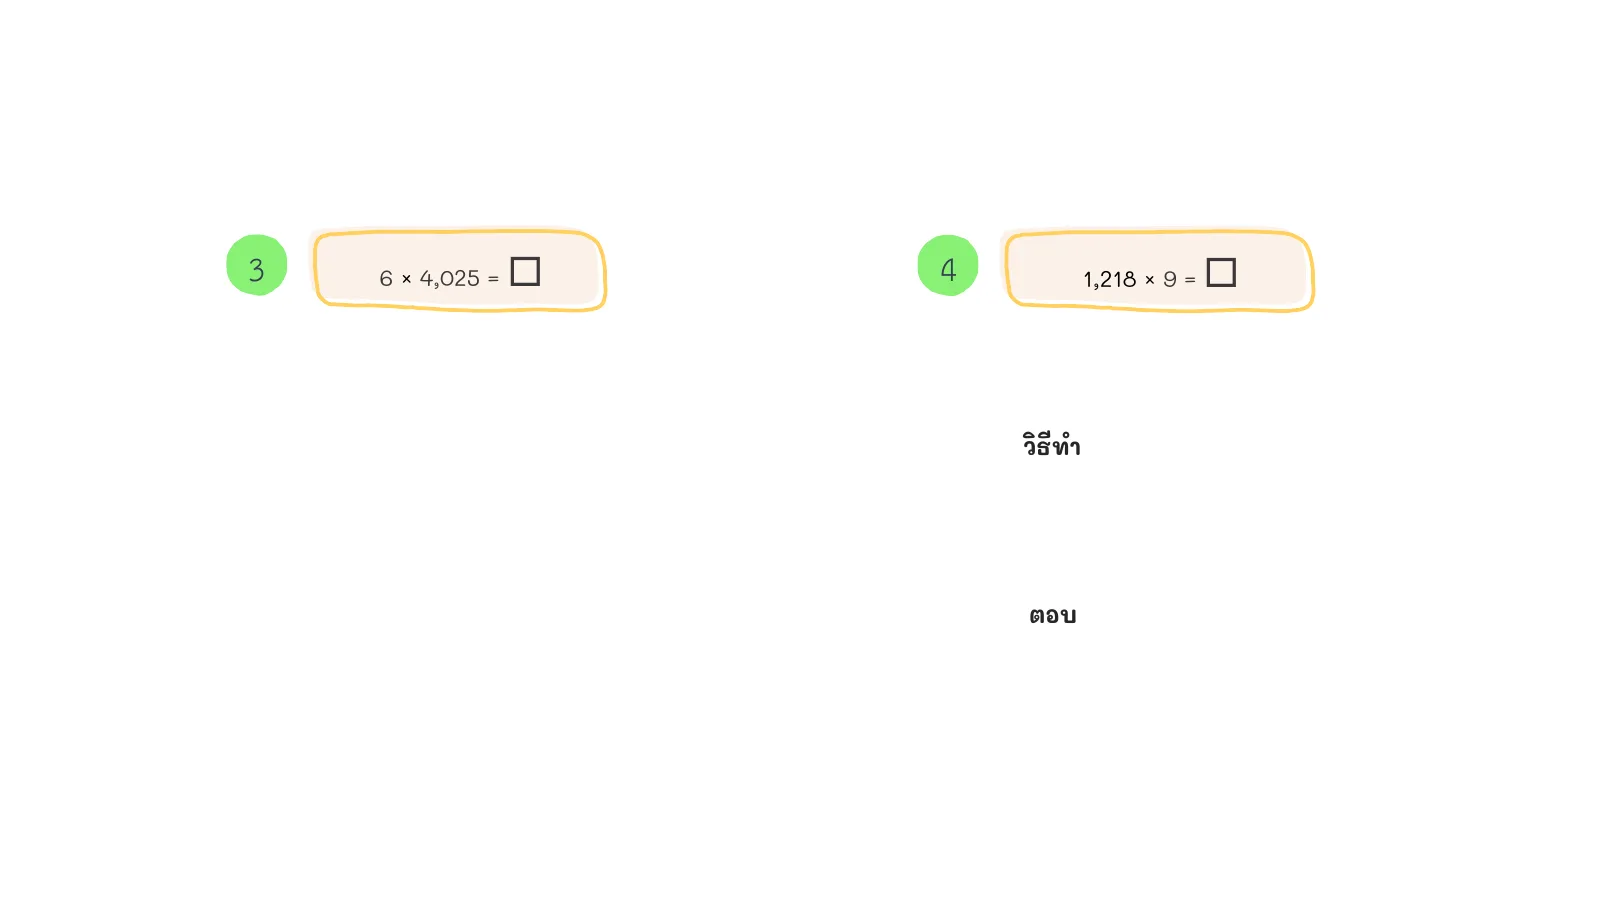 3
6 × 4,025 = □
4
1,218 × 9 = □
วิธีทำ
ตอบ